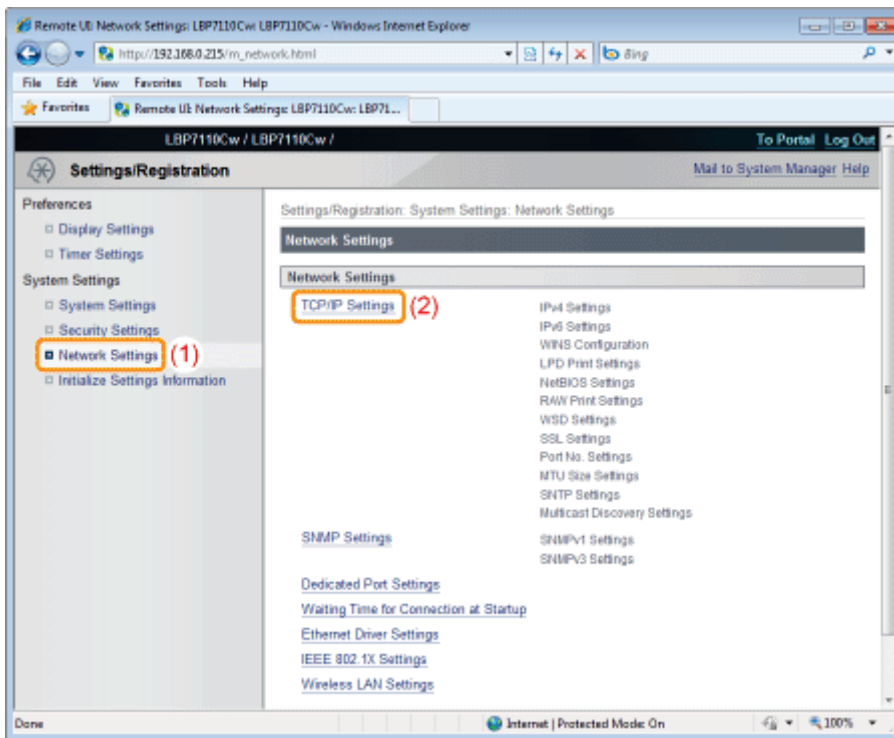 Remote UI: Network Settings: LBP7110Cw: LBP7110Cw - Windows Internet Explorer
http://192.168.0.215/m_network.html
Bing
File Edit View Favorites Tools Help
Favorites
Remote UI: Network Settings: LBP7110Cw: LBP71...
LBP7110Cw / LBP7110Cw /
To Portal Log Out
Settings/Registration
Mail to System Manager Help
Preferences
Display Settings
Timer Settings
System Settings
System Settings
Security Settings
Network Settings (1)
Initialize Settings Information
Settings/Registration: System Settings: Network Settings
Network Settings
Network Settings
TCP/IP Settings (2)
IPv4 Settings
IPv6 Settings
WINS Configuration
LPD Print Settings
NetBIOS Settings
RAW Print Settings
WSD Settings
SSL Settings
Port No. Settings
MTU Size Settings
SNTP Settings
Multicast Discovery Settings
SNMP Settings
SNMPv1 Settings
SNMPv3 Settings
Dedicated Port Settings
Waiting Time for Connection at Startup
Ethernet Driver Settings
IEEE 802.1X Settings
Wireless LAN Settings
Done
Internet | Protected Mode: On
100%